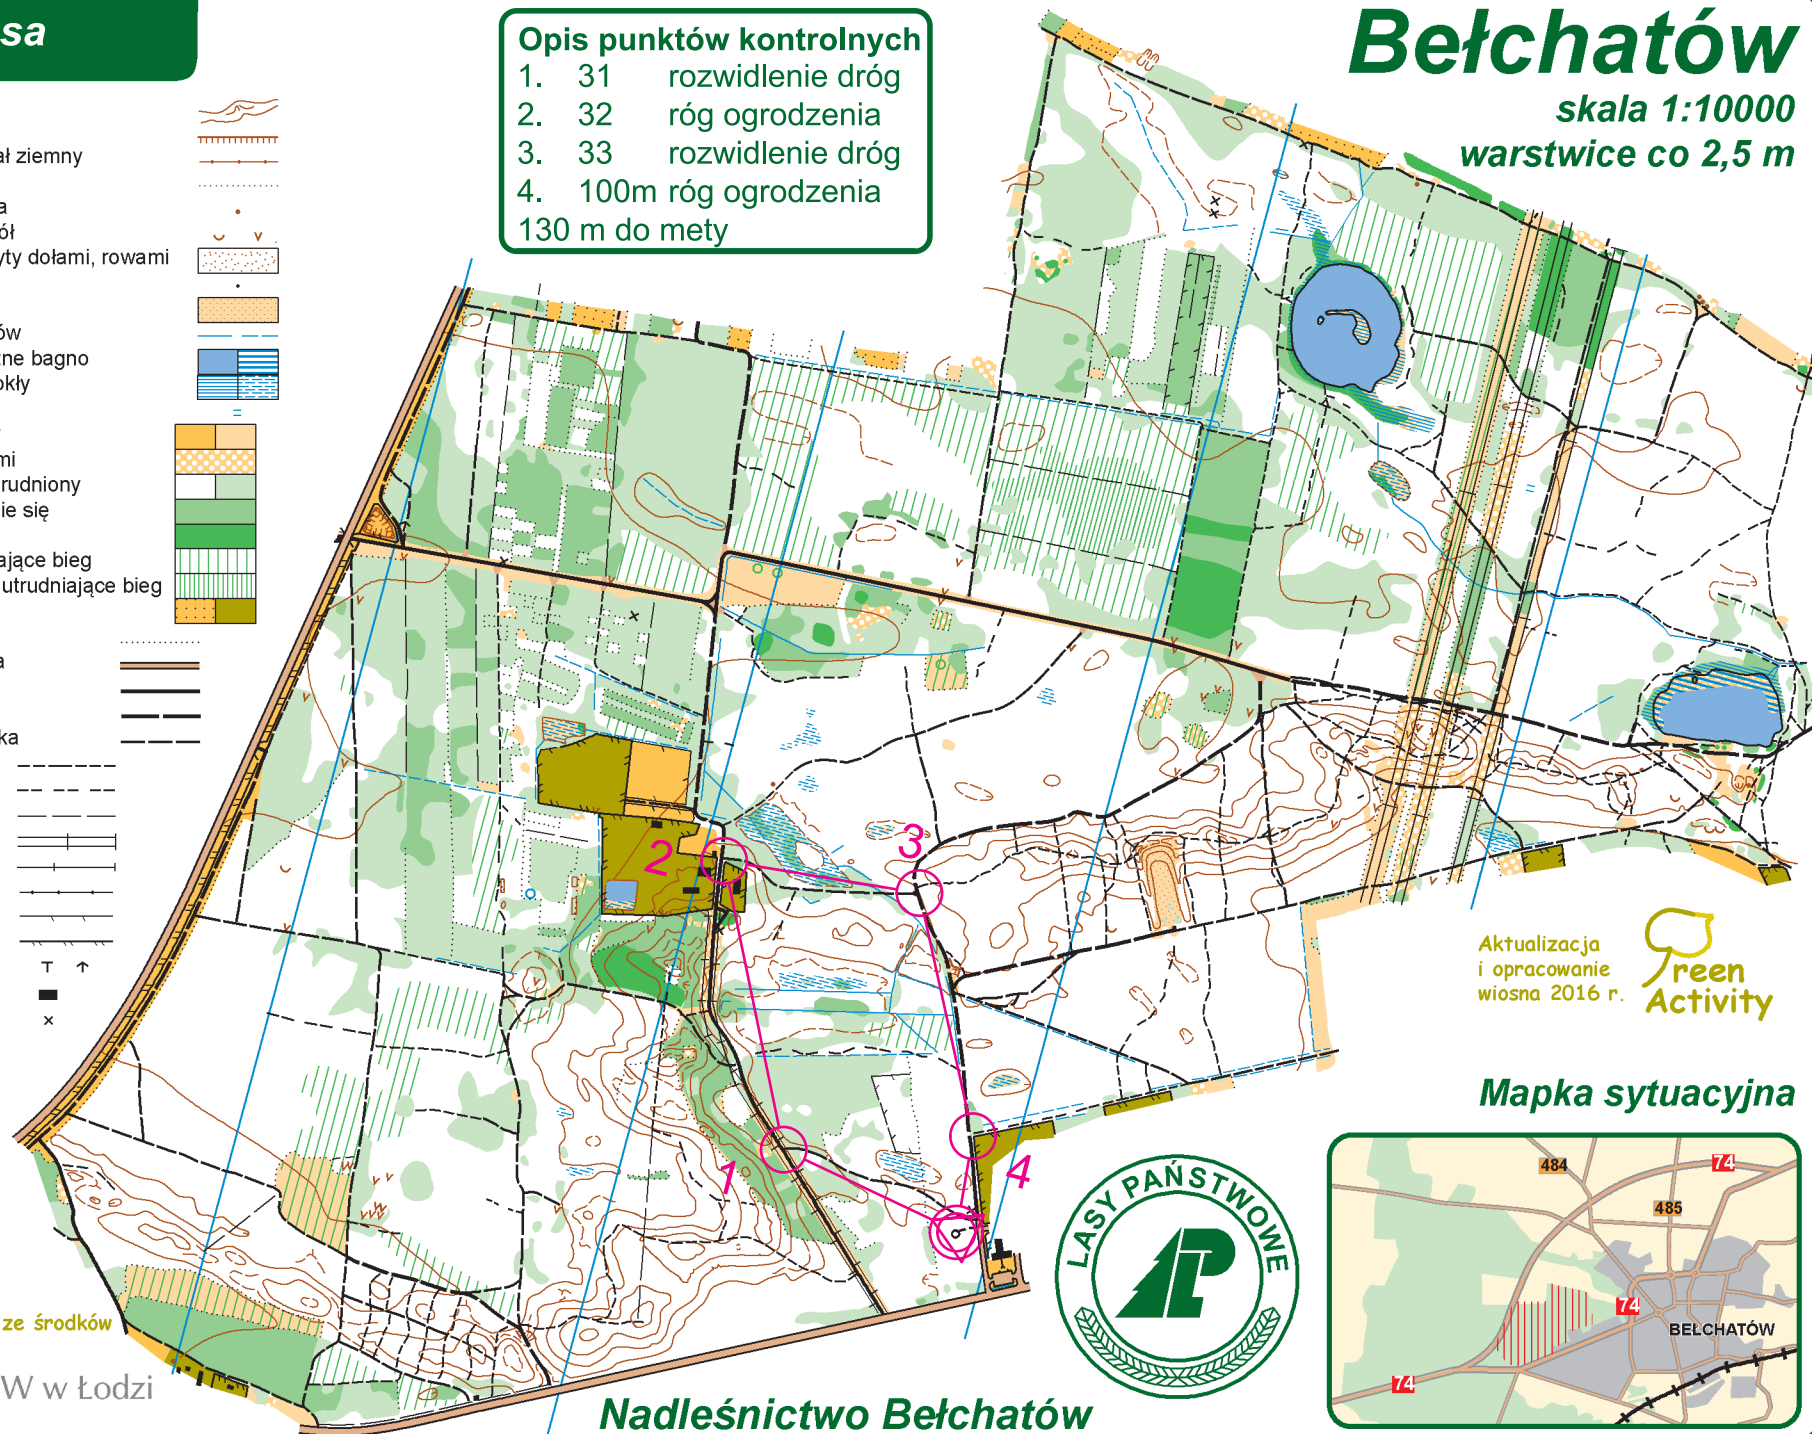 sa
Opis punktów kontrolnych
1. 31 rozwidlenie dróg
2. 32 róg ogrodzenia
3. 33 rozwidlenie dróg
4. 100m róg ogrodzenia
130 m do mety
Bełchatów
skala 1:10000
warstwice co 2,5 m
ał ziemny
a
ół
yty dołami, rowami
ów
zne bagno
okły
mi
rudniony
ie się
ające bieg
utrudniające bieg
a
ka
1
2
3
4
Aktualizacja
i opracowanie
wiosna 2016 r.
Green
Activity
Mapka sytuacyjna
484
74
485
74
BEŁCHATÓW
74
LASY PAŃSTWOWE
ze środków
W w Łodzi
Nadleśnictwo Bełchatów